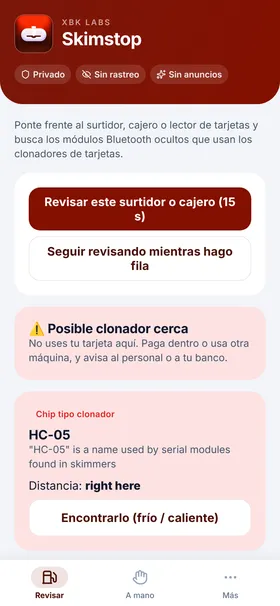 XBK LABS
Skimstop
Privado
Sin rastreo
Sin anuncios
Ponte frente al surtidor, cajero o lector de tarjetas y
busca los módulos Bluetooth ocultos que usan los
clonadores de tarjetas.
Revisar este surtidor o cajero (15
s)
Seguir revisando mientras hago
fila
⚠️ Posible clonador cerca
No uses tu tarjeta aquí. Paga dentro o usa otra
máquina, y avisa al personal o a tu banco.
Chip tipo clonador
HC-05
"HC-05" is a name used by serial modules
found in skimmers
Distancia: right here
Encontrarlo (frío / caliente)
Revisar
A mano
Más